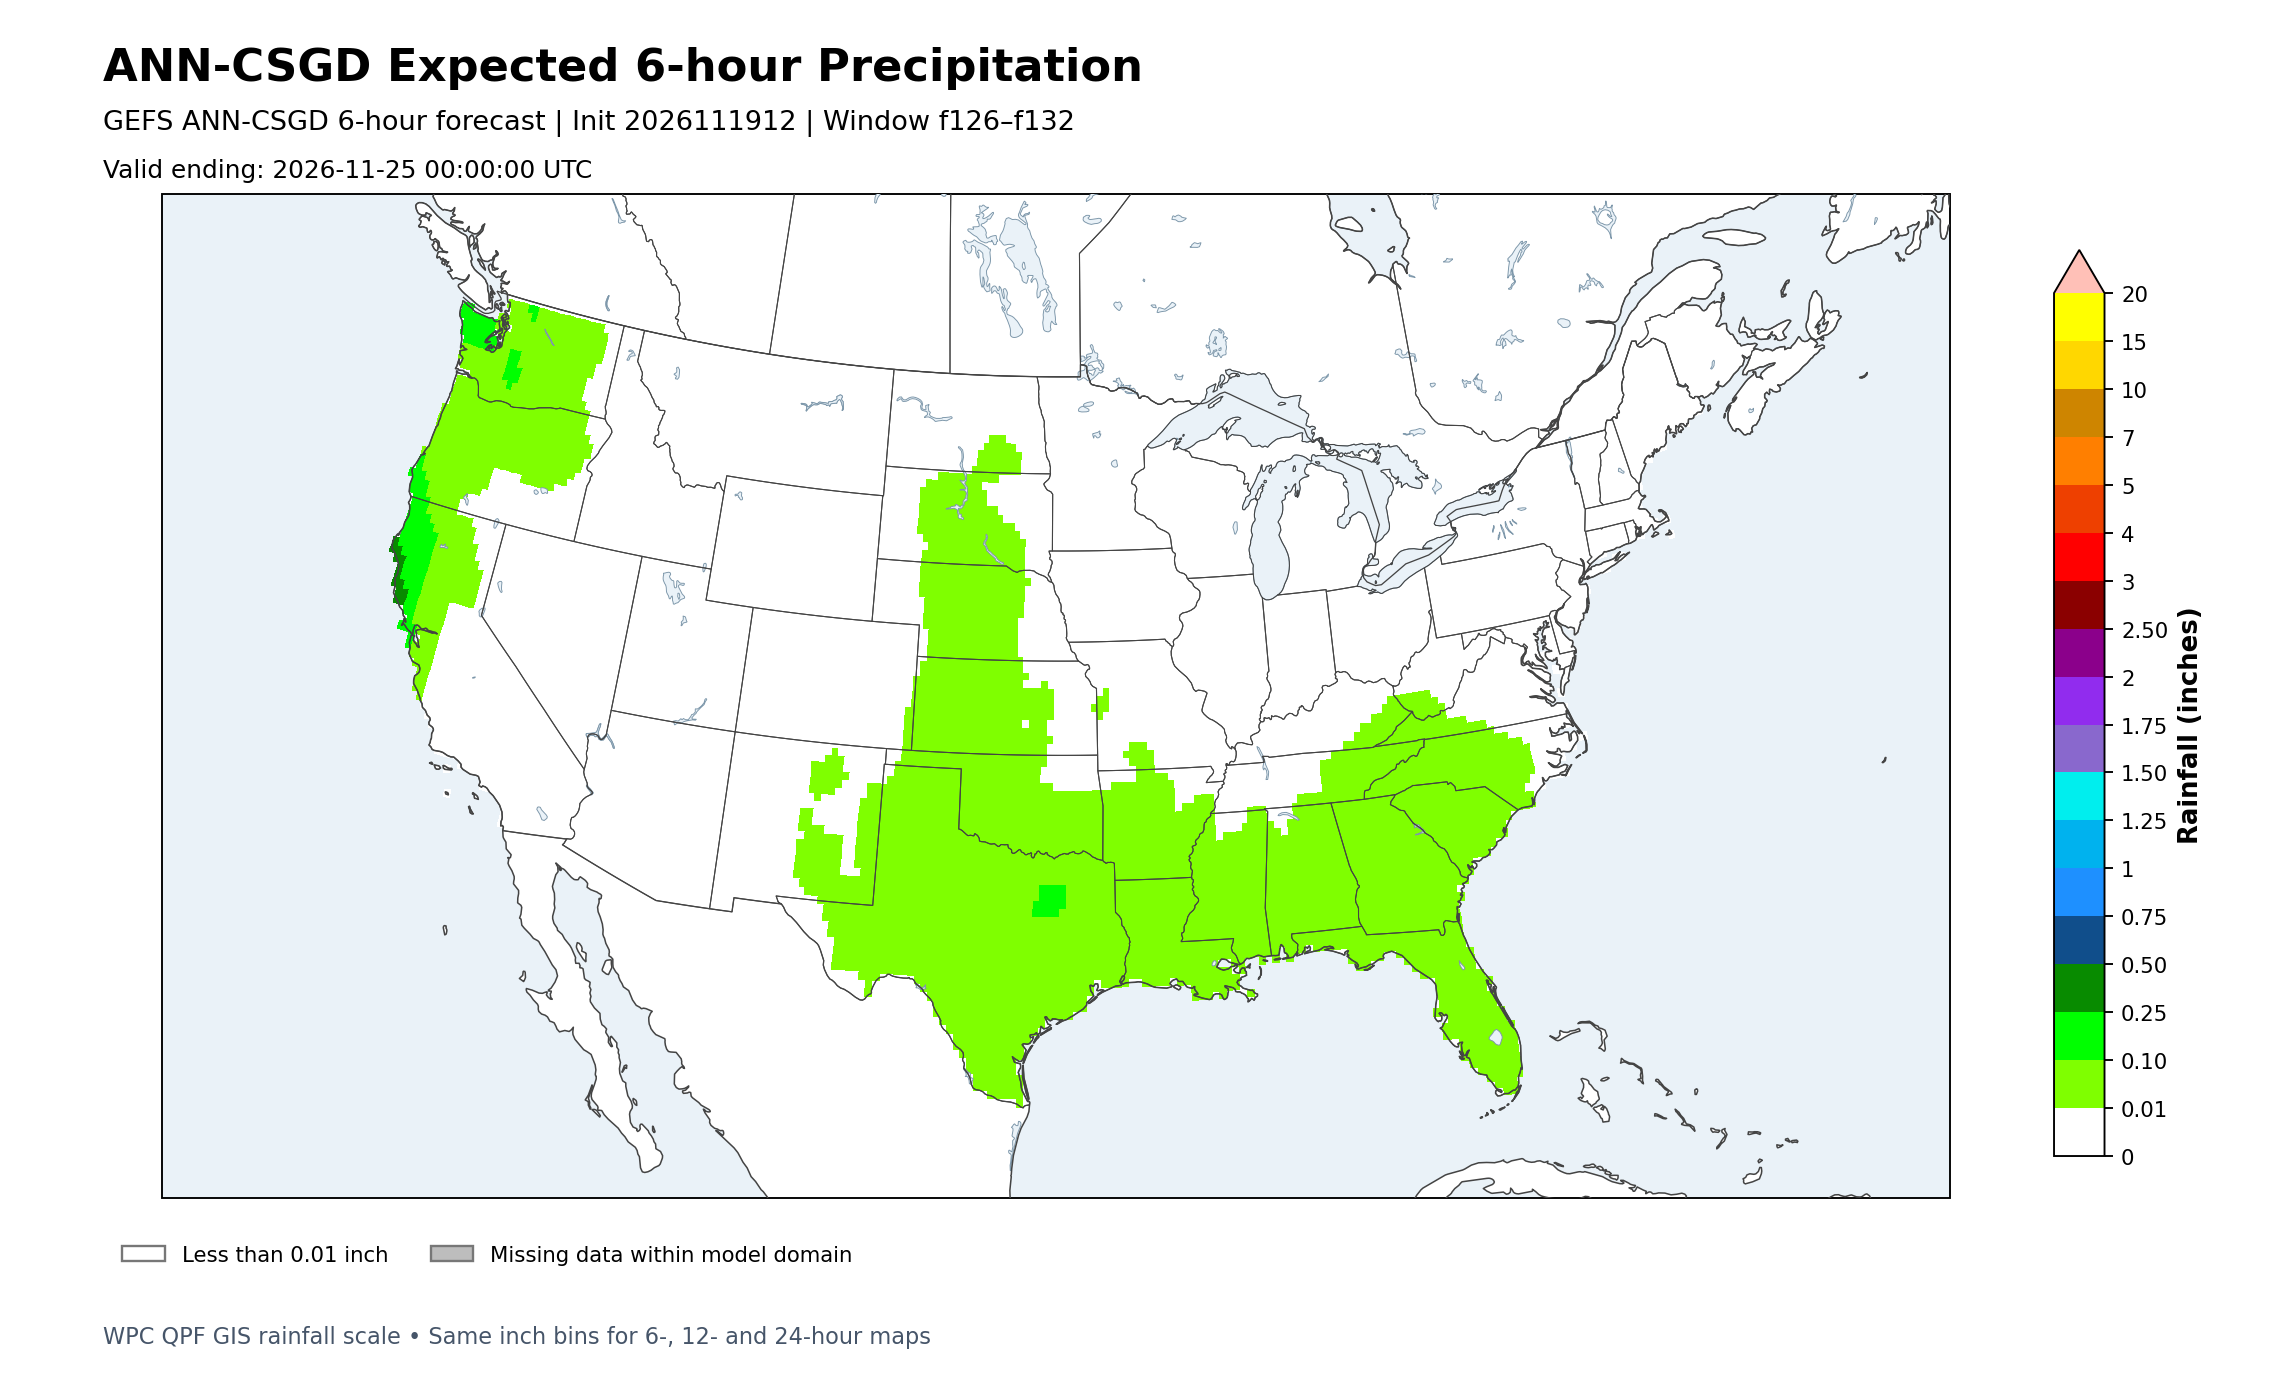 ANN-CSGD Expected 6-hour Precipitation
GEFS ANN-CSGD 6-hour forecast | Init 2026111912 | Window f126–f132
Valid ending: 2026-11-25 00:00:00 UTC
20
15
10
7
5
4
3
2.50
2
1.75
1.50
1.25
1
0.75
0.50
0.25
0.10
0.01
0
Rainfall (inches)
Less than 0.01 inch
Missing data within model domain
WPC QPF GIS rainfall scale • Same inch bins for 6-, 12- and 24-hour maps